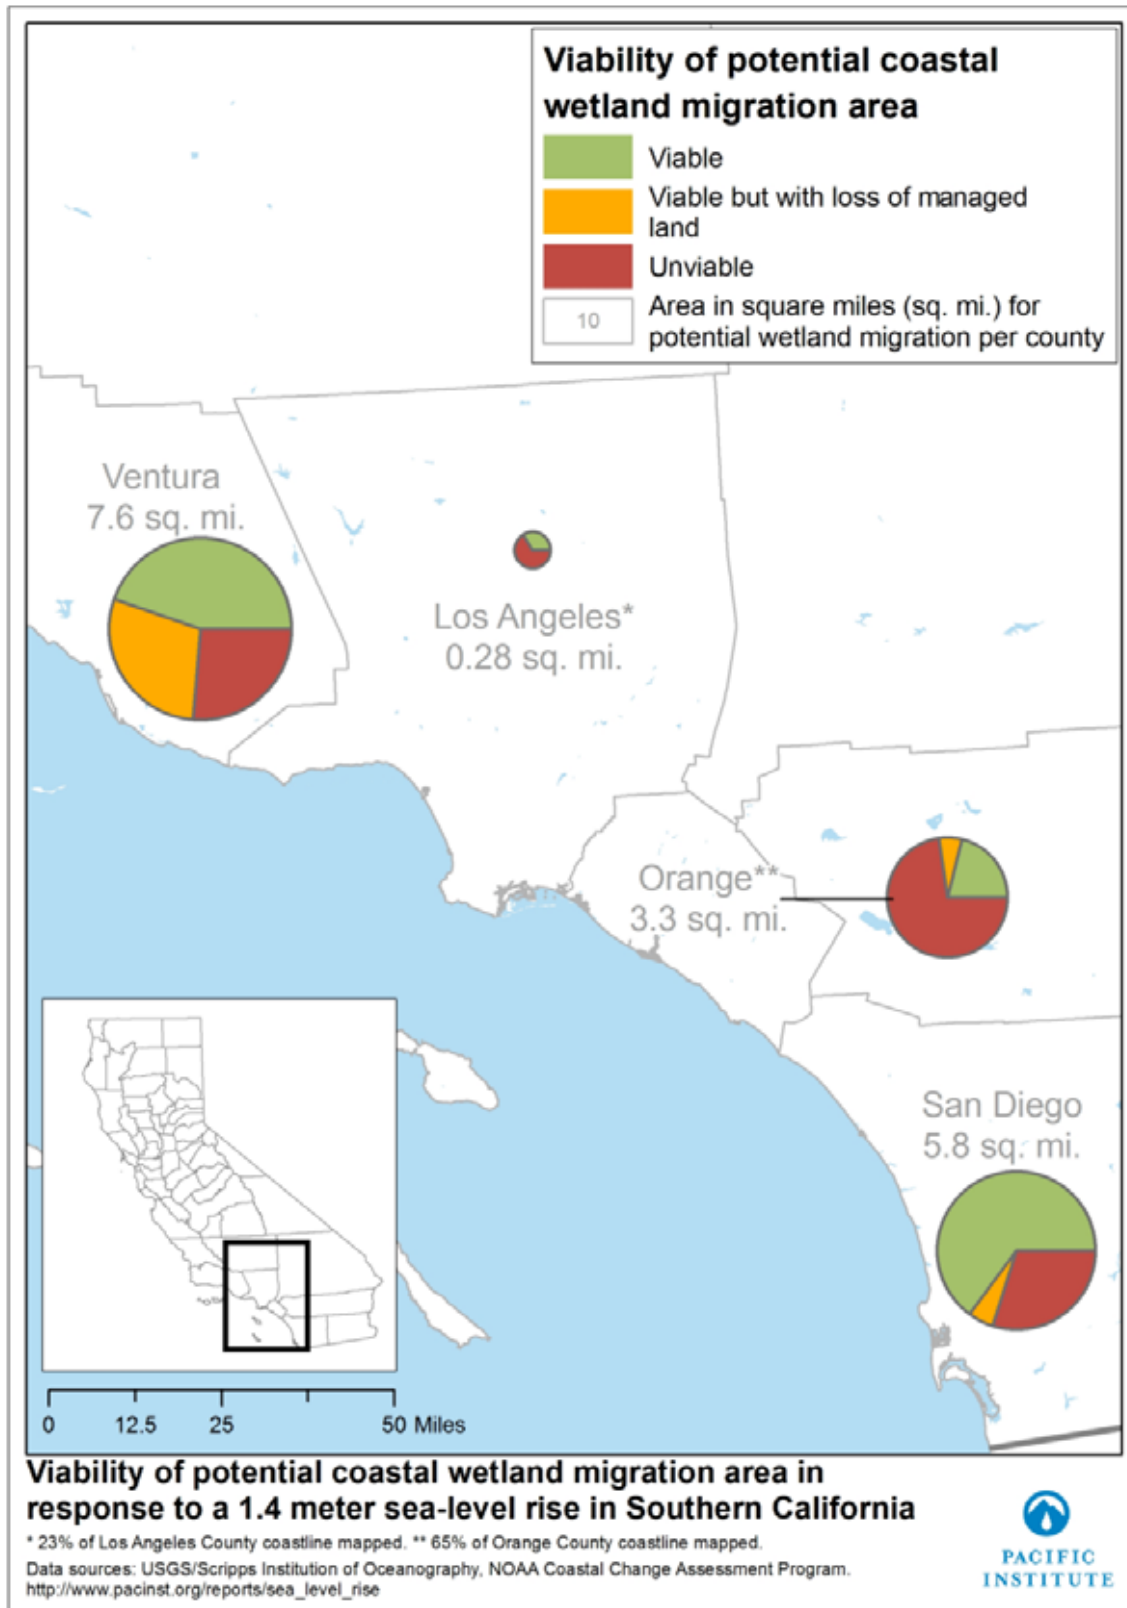 Viability of potential coastal
wetland migration area
Viable
Viable but with loss of managed
land
Unviable
10
Area in square miles (sq. mi.) for
potential wetland migration per county
Ventura
7.6 sq. mi.
Los Angeles*
0.28 sq. mi.
Orange**
3.3 sq. mi.
San Diego
5.8 sq. mi.
0 12.5 25 50 Miles
Viability of potential coastal wetland migration area in
response to a 1.4 meter sea-level rise in Southern California
* 23% of Los Angeles County coastline mapped. ** 65% of Orange County coastline mapped.
Data sources: USGS/Scripps Institution of Oceanography, NOAA Coastal Change Assessment Program.
http://www.pacinst.org/reports/sea_level_rise
PACIFIC
INSTITUTE